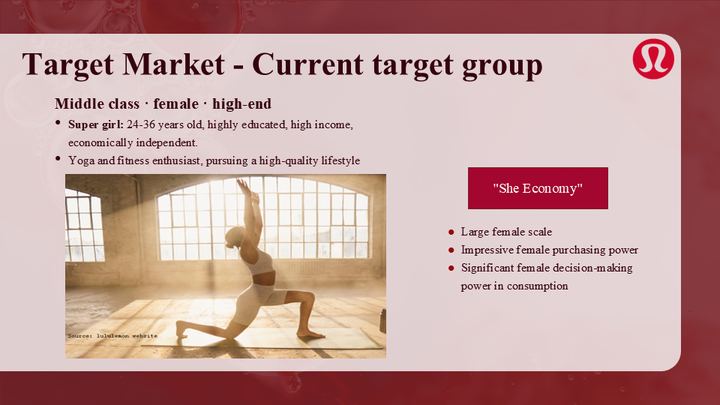 Target Market - Current target group
Middle class · female · high-end
• Super girl: 24-36 years old, highly educated, high income,
economically independent.
• Yoga and fitness enthusiast, pursuing a high-quality lifestyle
Source: lululemon website
"She Economy"
• Large female scale
• Impressive female purchasing power
• Significant female decision-making
power in consumption